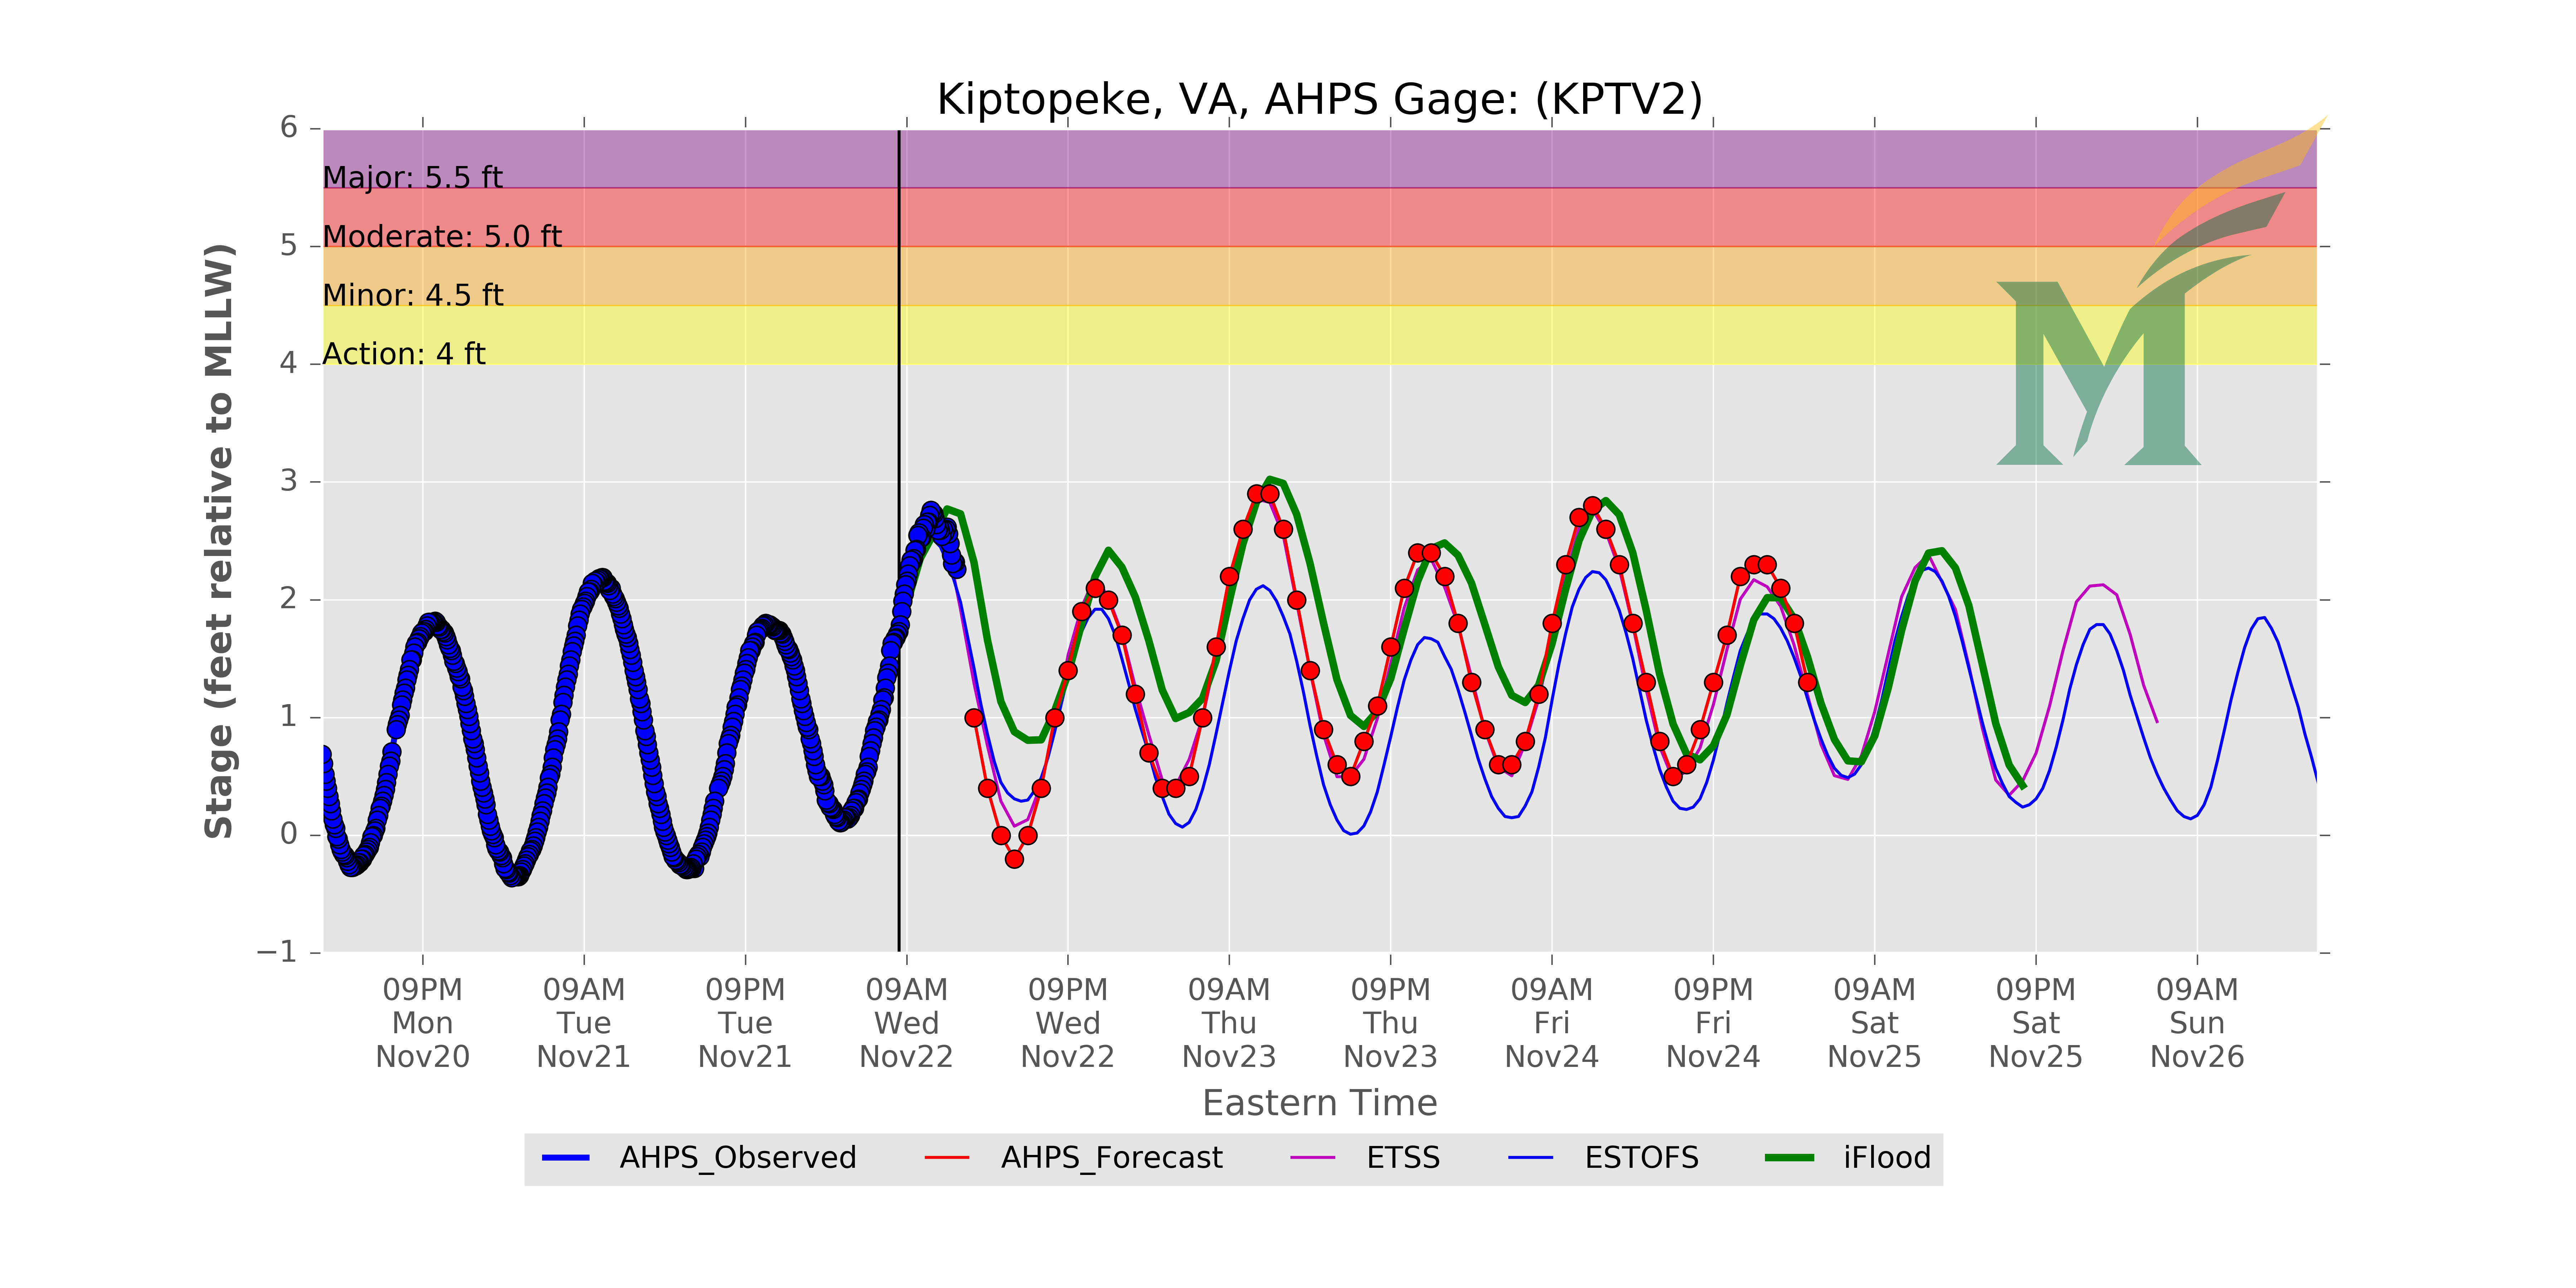 Kiptopeke, VA, AHPS Gage: (KPTV2)
Stage (feet relative to MLLW)
6
5
4
3
2
1
0
−1
Major: 5.5 ft
Moderate: 5.0 ft
Minor: 4.5 ft
Action: 4 ft
M
09PM 09AM 09PM 09AM 09PM 09AM 09PM 09AM 09PM 09AM 09PM 09AM
Mon Tue Tue Wed Wed Thu Thu Fri Fri Sat Sat Sun
Nov20 Nov21 Nov21 Nov22 Nov22 Nov23 Nov23 Nov24 Nov24 Nov25 Nov25 Nov26
Eastern Time
AHPS_Observed AHPS_Forecast ETSS ESTOFS iFlood